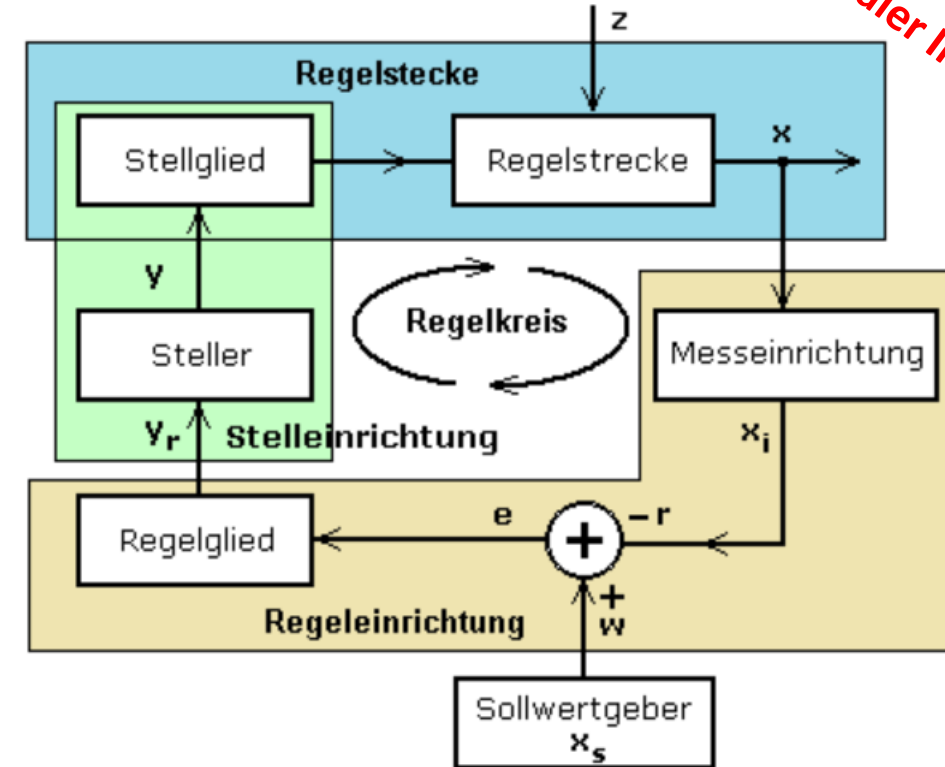 z
Regelstecke
Stellglied
Regelstrecke
x
y
Regelkreis
Steller
Messeinrichtung
yr
Stelleinrichtung
xi
e
– r
+
Regelglied
+
w
Regeleinrichtung
Sollwertgeber
xs